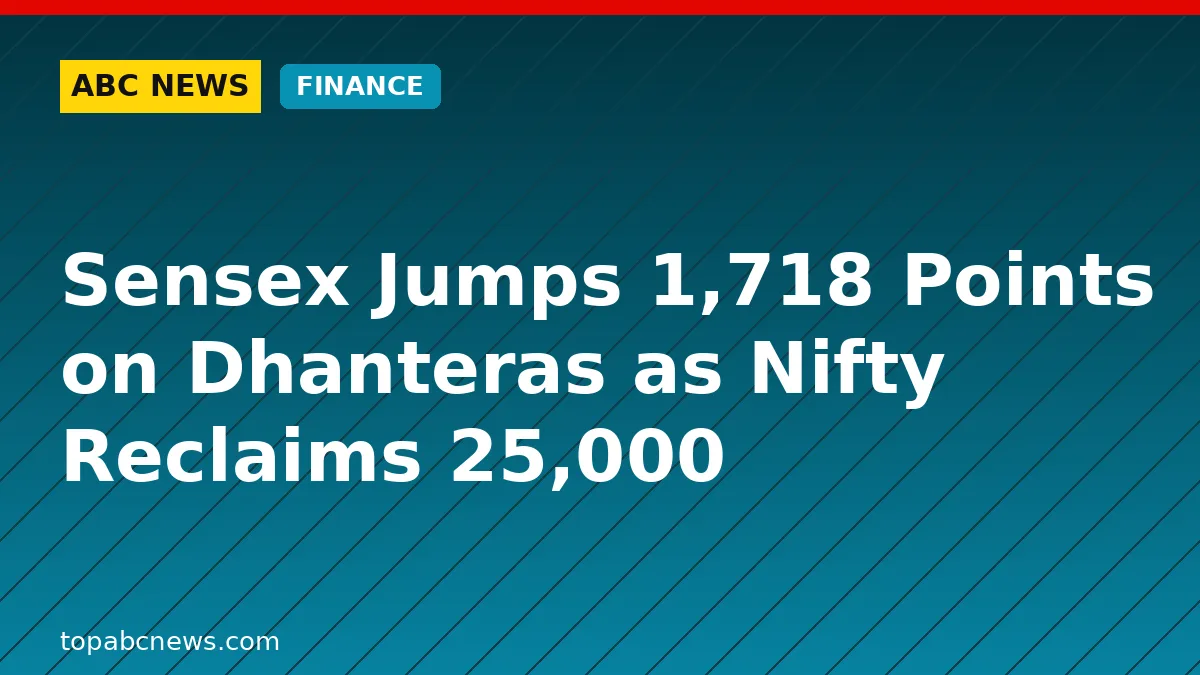 ABC NEWS
FINANCE
Sensex Jumps 1,718 Points
on Dhanteras as Nifty
Reclaims 25,000
topabcnews.com